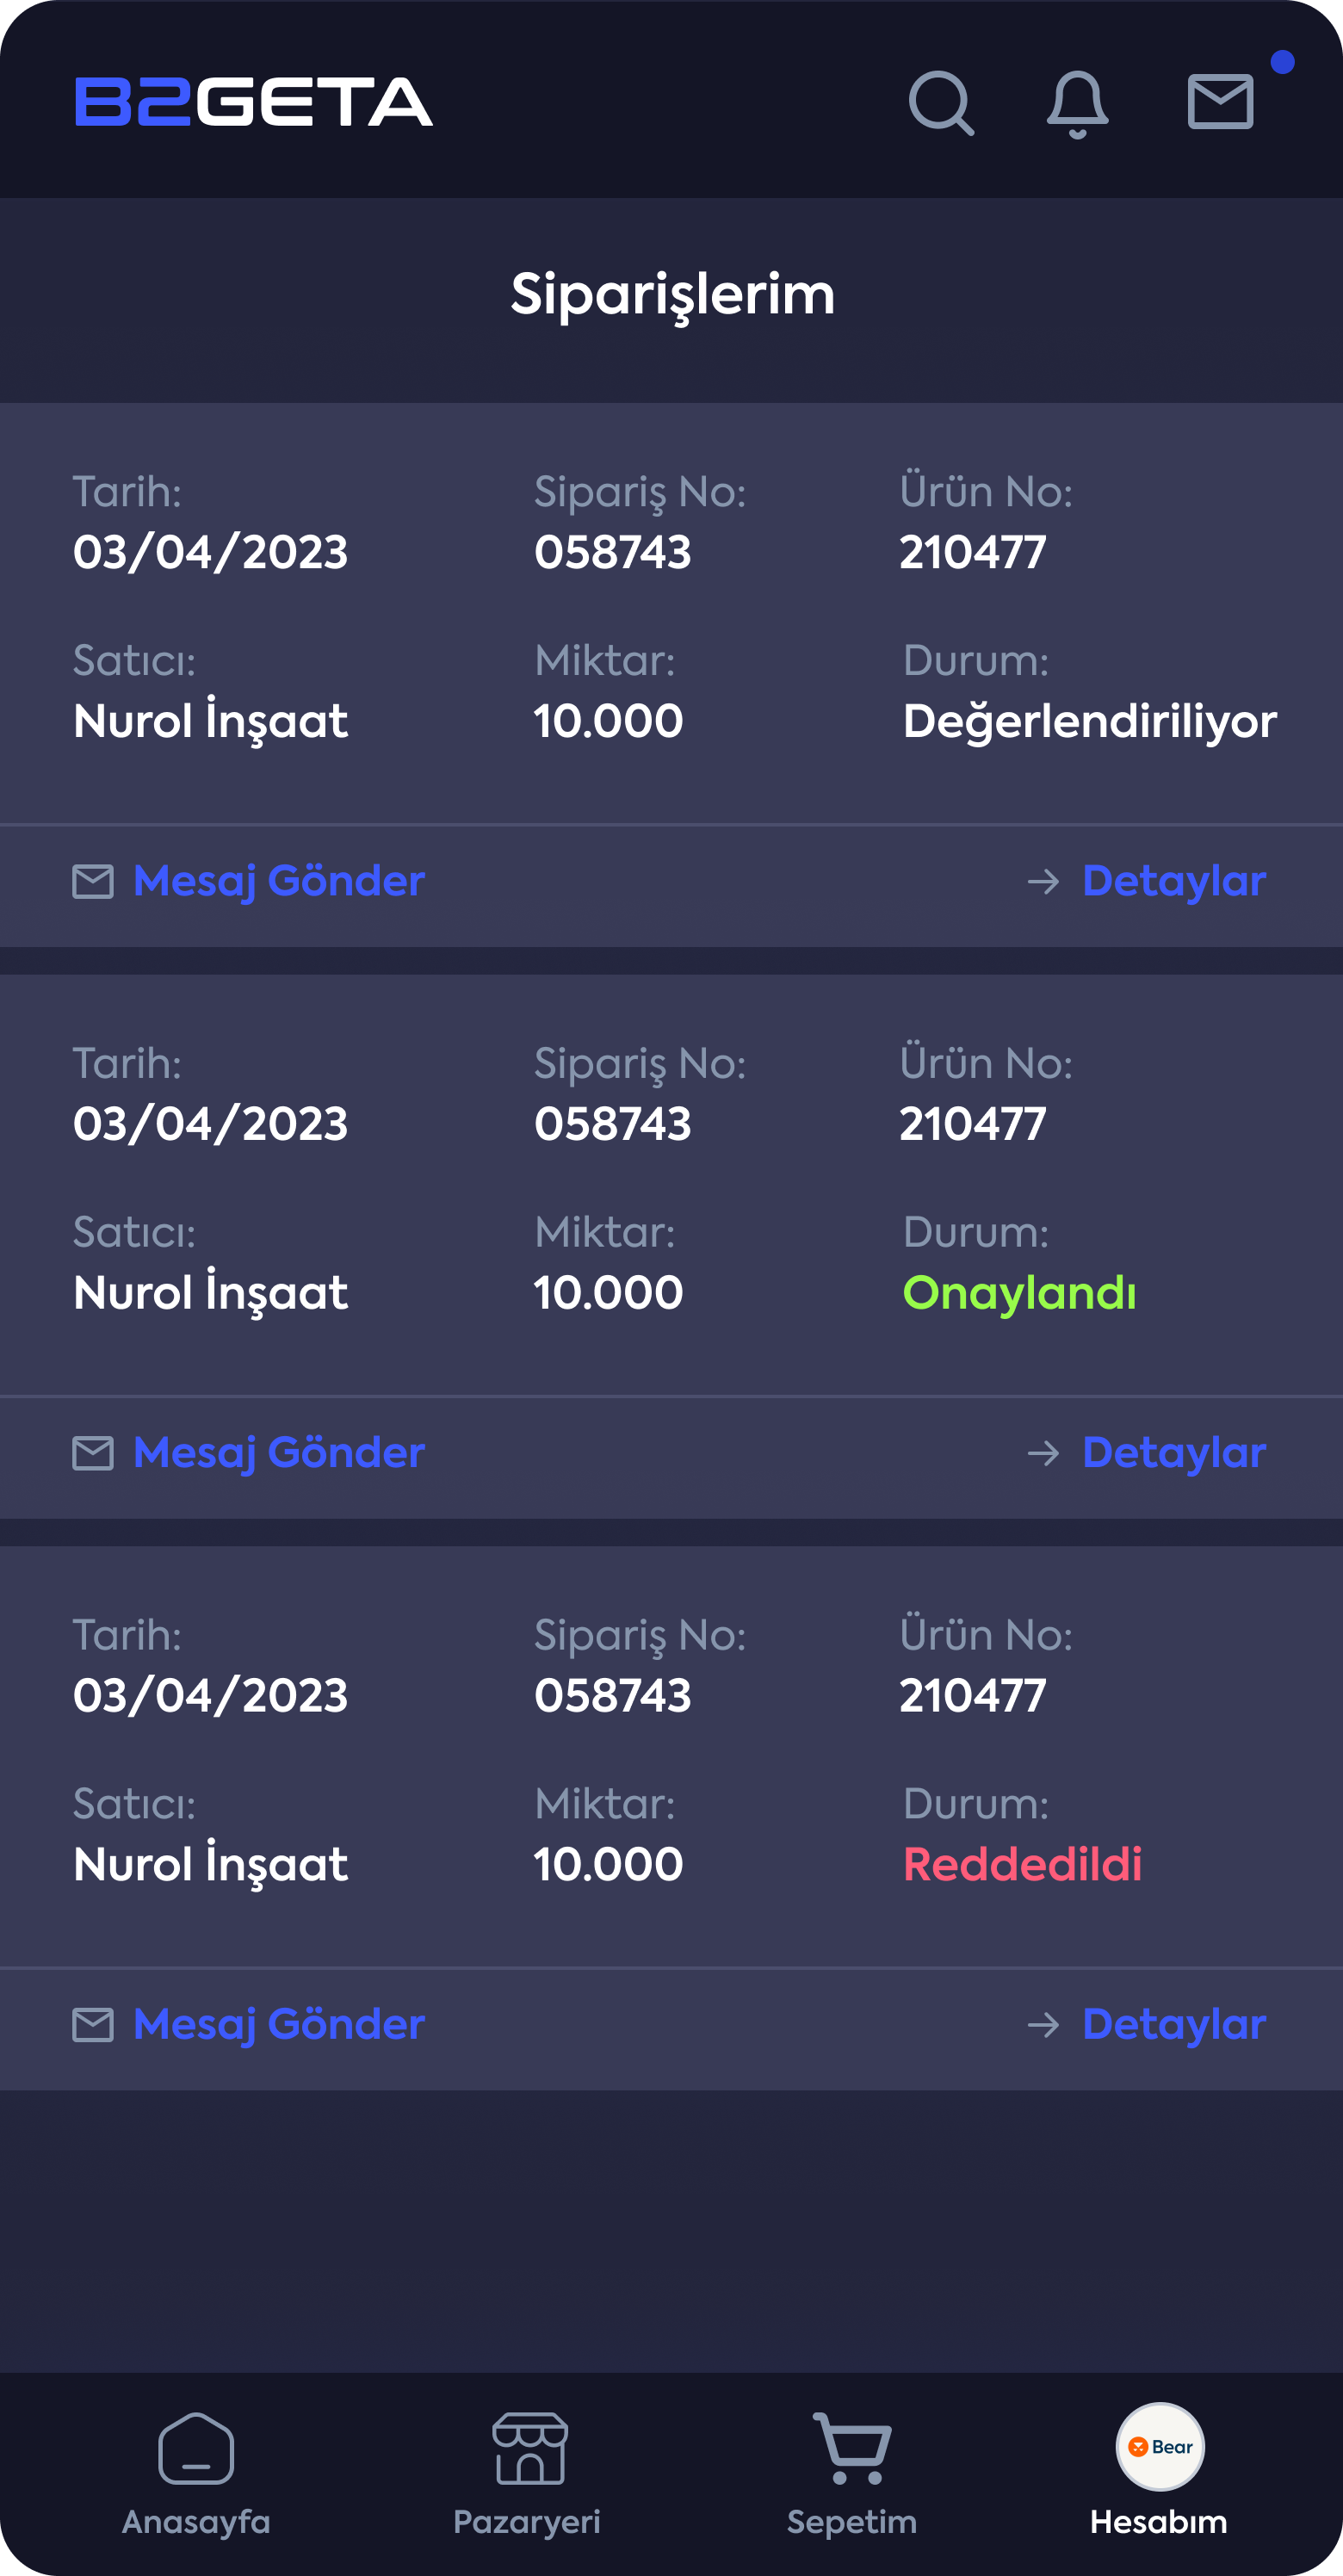 B2GETA
Siparişlerim
Tarih: Sipariş No: Ürün No:
03/04/2023 058743 210477
Satıcı: Miktar: Durum:
Nurol İnşaat 10.000 Değerlendiriliyor
Mesaj Gönder Detaylar
Tarih: Sipariş No: Ürün No:
03/04/2023 058743 210477
Satıcı: Miktar: Durum:
Nurol İnşaat 10.000 Onaylandı
Mesaj Gönder Detaylar
Tarih: Sipariş No: Ürün No:
03/04/2023 058743 210477
Satıcı: Miktar: Durum:
Nurol İnşaat 10.000 Reddedildi
Mesaj Gönder Detaylar
Bear
Anasayfa Pazaryeri Sepetim Hesabım